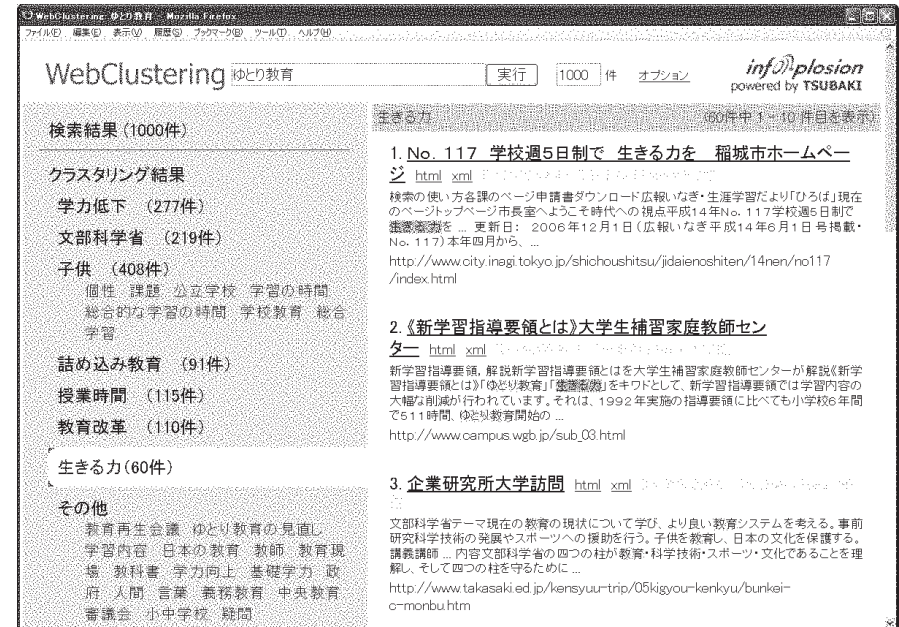 WebClustering: ゆとり教育 - Mozilla Firefox
ファイル(F) 編集(E) 表示(V) 履歴(S) ブックマーク(B) ツール(T) ヘルプ(H)
WebClustering ゆとり教育 実行 1000 件 オプション
infoplosion
powered by TSUBAKI
検索結果 (1000件)
クラスタリング結果
学力低下 (277件)
文部科学省 (219件)
子供 (408件)
個性 課題 公立学校 学習の時間
総合的な学習の時間 学校教育 総合
学習
詰め込み教育 (91件)
授業時間 (115件)
教育改革 (110件)
生きる力(60件)
その他
教育再生会議 ゆとり教育の見直し
学習内容 日本の教育 教師 教育現
場 教科書 学力向上 基礎学力 政
府 人間 言葉 義務教育 中央教育
審議会 小中学校 疑問
生きる力 (60件中 1 - 10 件目を表示)
1. No. 117 学校週5日制で 生きる力を 稲城市ホームペー
ジ html xml
検索の使い方各課のページ申請書ダウンロード広報いなぎ・生涯学習だより「ひろば」現在
のページトップページ市長室へようこそ時代への視点平成14年No. 117学校週5日制で
生きる力を ... 更新日: 2006年12月1日(広報いなぎ平成14年6月1日号掲載・
No. 117)本年四月から、...
http://www.city.inagi.tokyo.jp/shichoushitsu/jidaienoshiten/14nen/no117
/index.html
2. 《新学習指導要領とは》大学生補習家庭教師セン
ター html xml
新学習指導要領。解説新学習指導要領とはを大学生補習家庭教師センターが解説《新学
習指導要領とは》「ゆとり教育」「生きる力」をキワドとして、新学習指導要領では学習内容の
大幅な削減が行われています。それは、1992年実施の指導要領に比べても小学校6年間
で511時間、ゆとり教育開始の ...
http://www.campus.wgb.jp/sub_03.html
3. 企業研究所大学訪問 html xml
文部科学省テーマ現在の教育の現状について学び、より良い教育システムを考える。事前
研究科学技術の発展やスポーツへの援助を行う。子供を教育し、日本の文化を保護する。
講義講師 ... 内容文部科学省の四つの柱が教育・科学技術・スポーツ・文化であることを理
解し、そして四つの柱を守るために ...
http://www.takasaki.ed.jp/kensyuu-trip/05kigyou-kenkyu/bunkei-
c-monbu.htm